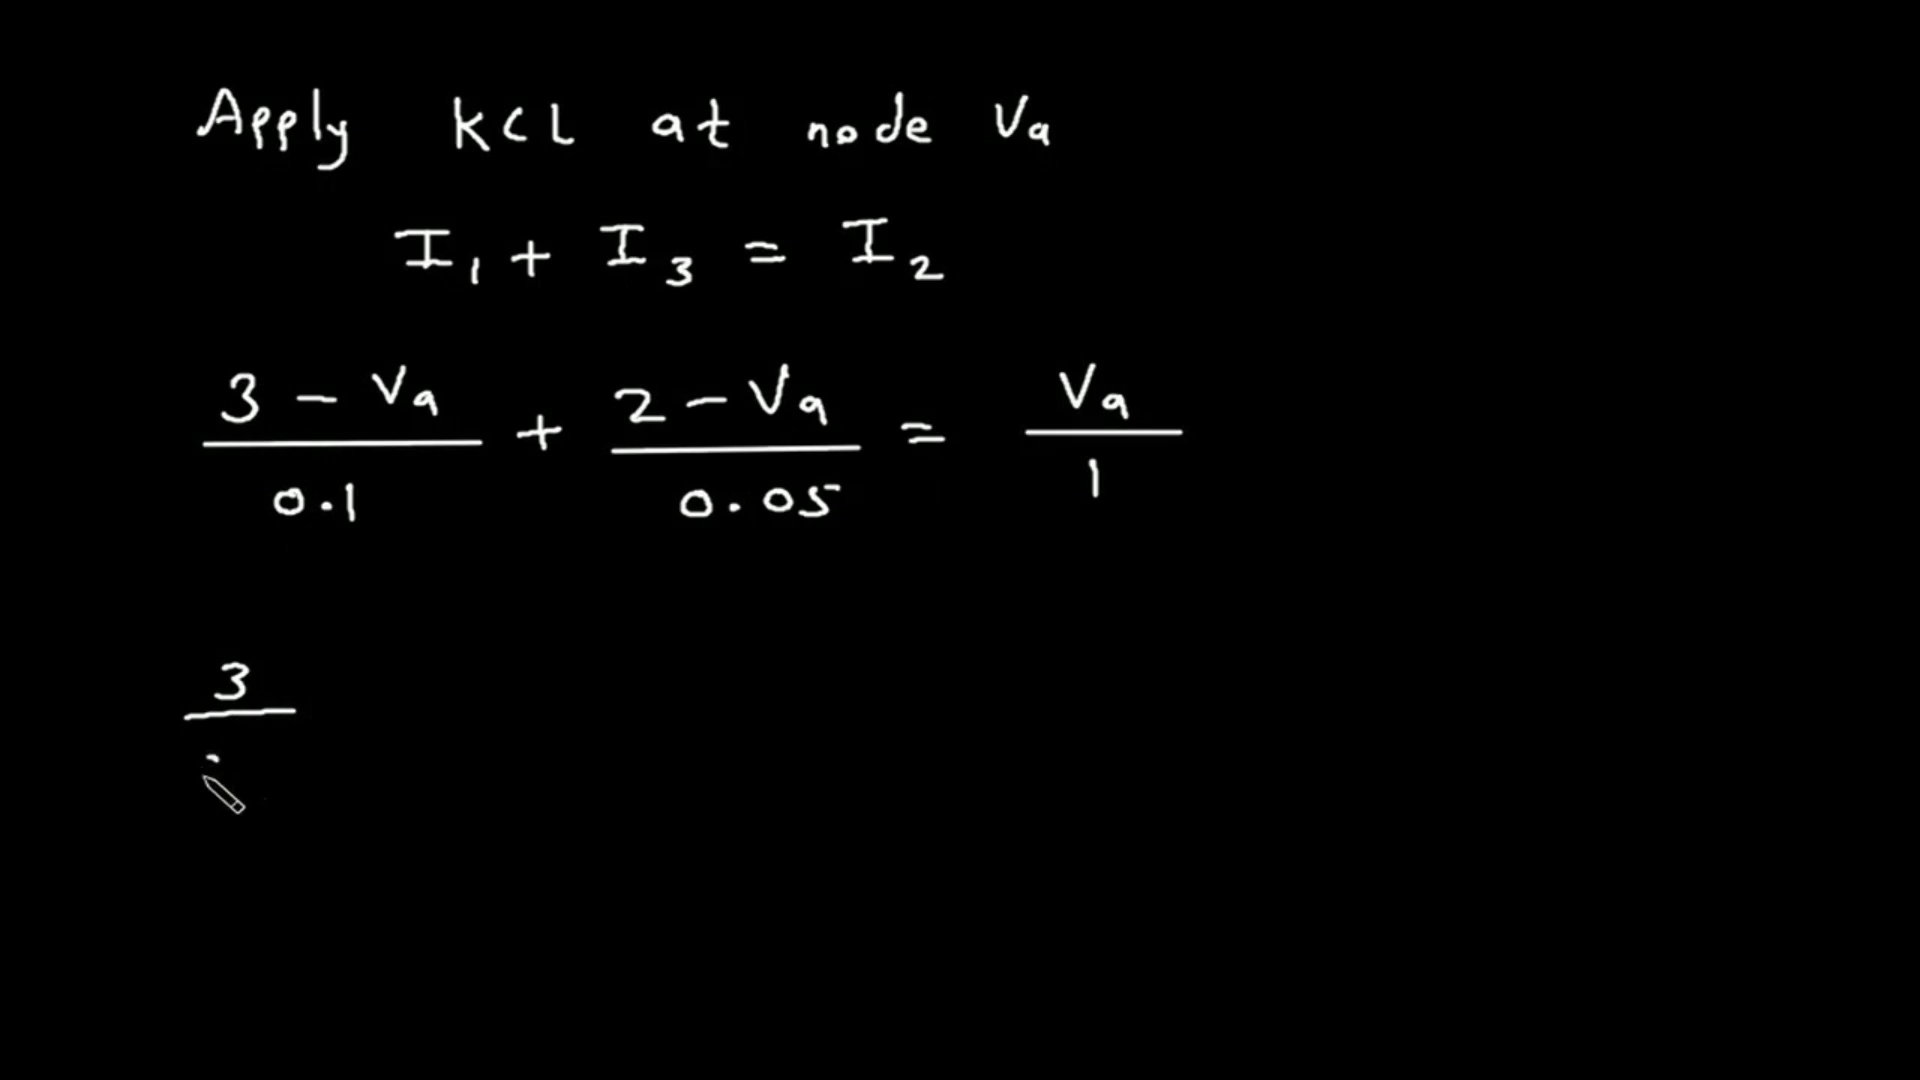 Apply KCL at node Va
I₁ + I₃ = I₂
3 - Va / 0.1 + 2 - Va / 0.05 = Va / 1
3